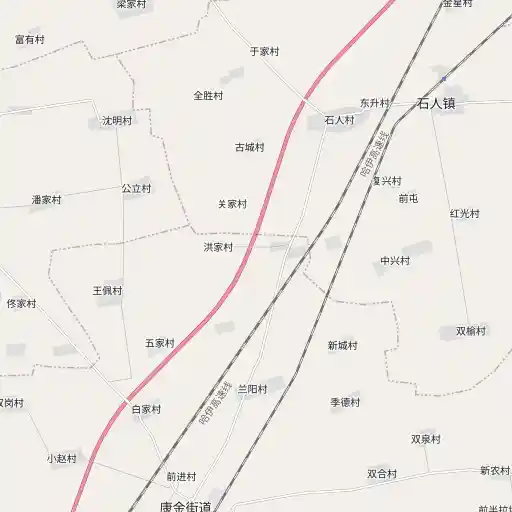 梁家村
金星村
富有村
于家村
全胜村
东升村
石人镇
沈明村
石人村
古城村
哈伊高速线
复兴村
公立村
前屯
潘家村
关家村
红光村
洪家村
中兴村
王佩村
佟家村
双榆村
五家村
新城村
兰阳村
哈伊高速线
季德村
双岗村
白家村
双泉村
小赵村
前进村
双合村
新农村
康金街道